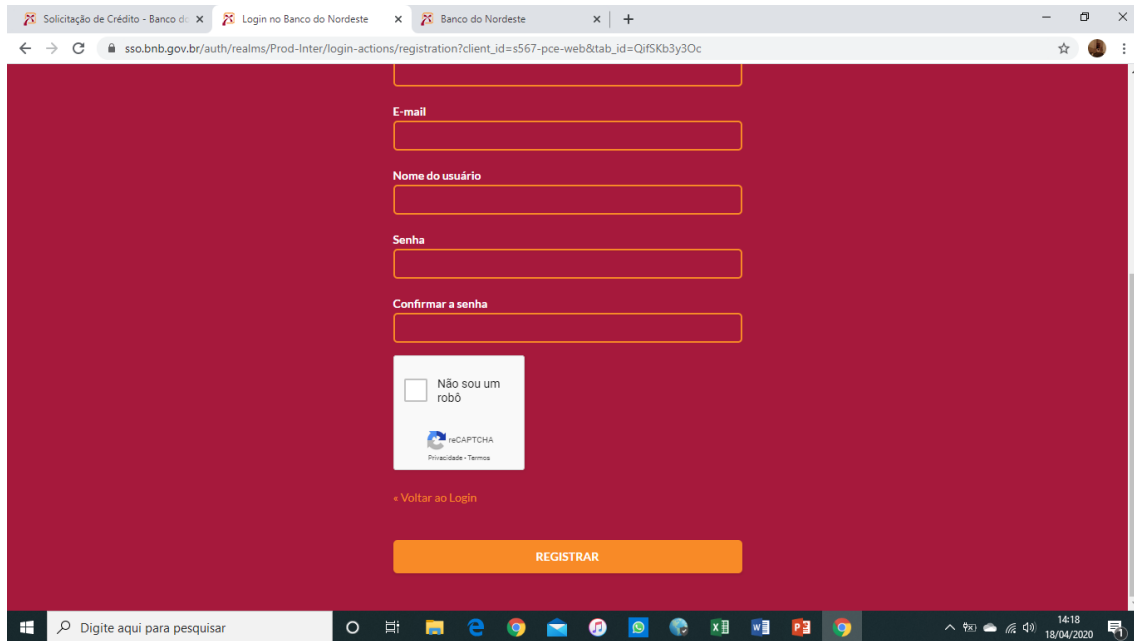 Solicitação de Crédito - Banco do
Login no Banco do Nordeste
Banco do Nordeste
sso.bnb.gov.br/auth/realms/Prod-Inter/login-actions/registration?client_id=s567-pce-web&tab_id=QifSKb3y3Oc
E-mail
Nome do usuário
Senha
Confirmar a senha
Não sou um
robô
reCAPTCHA
Privacidade - Termos
« Voltar ao Login
REGISTRAR
Digite aqui para pesquisar
14:18
18/04/2020